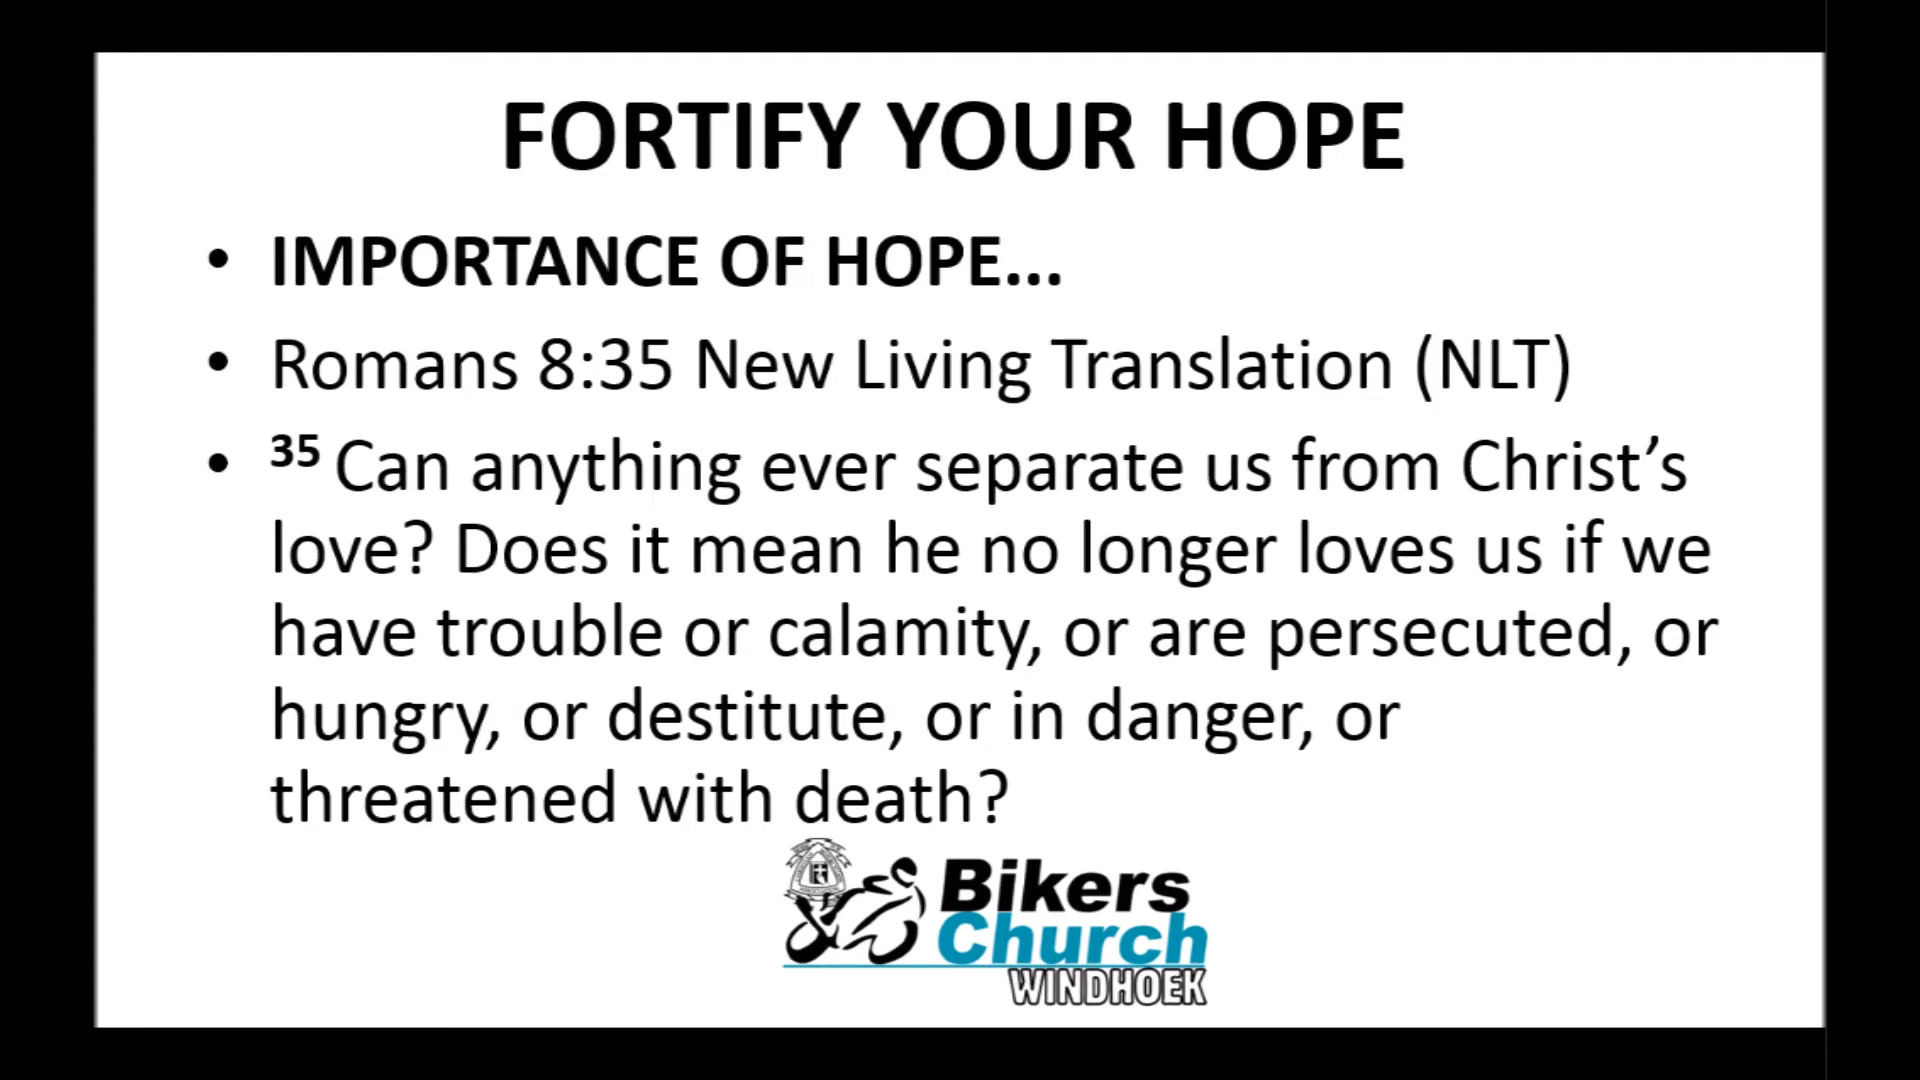 FORTIFY YOUR HOPE
• IMPORTANCE OF HOPE...
• Romans 8:35 New Living Translation (NLT)
• 35 Can anything ever separate us from Christ’s
love? Does it mean he no longer loves us if we
have trouble or calamity, or are persecuted, or
hungry, or destitute, or in danger, or
threatened with death?
Bikers
Church
WINDHOEK